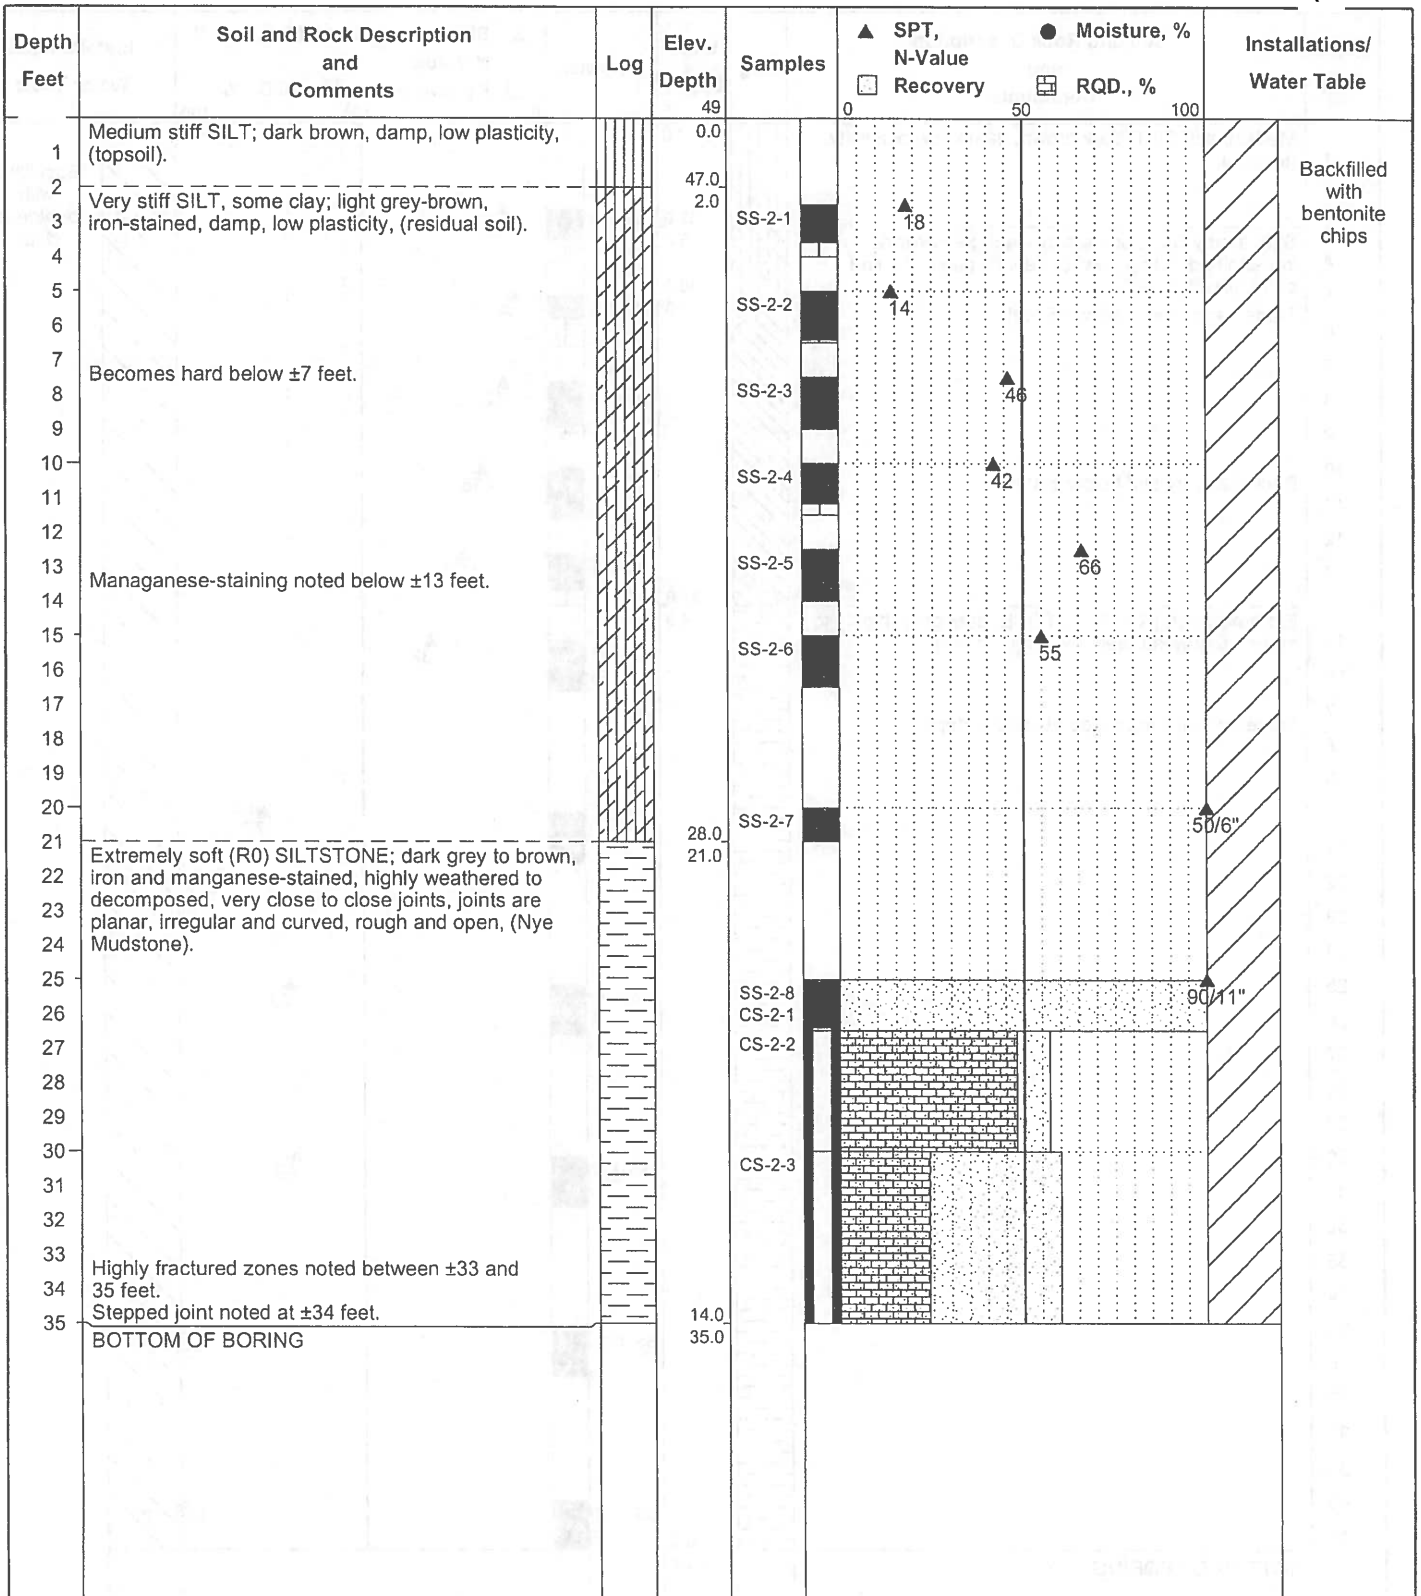 Depth
Feet
Soil and Rock Description
and
Comments
Log
Elev.
Depth
49
Samples
▲ SPT,
N-Value
● Moisture, %
Recovery
RQD., %
0 50 100
Installations/
Water Table
0.0
Medium stiff SILT; dark brown, damp, low plasticity,
(topsoil).
1
2
47.0
2.0
Very stiff SILT, some clay; light grey-brown,
iron-stained, damp, low plasticity, (residual soil).
Backfilled
with
bentonite
chips
SS-2-1
18
3
4
5
SS-2-2
14
6
7
Becomes hard below ±7 feet.
SS-2-3
46
8
9
10
SS-2-4
42
11
12
13
Managanese-staining noted below ±13 feet.
SS-2-5
66
14
15
SS-2-6
55
16
17
18
19
20
SS-2-7
50/6"
21
28.0
21.0
Extremely soft (R0) SILTSTONE; dark grey to brown,
iron and manganese-stained, highly weathered to
decomposed, very close to close joints, joints are
planar, irregular and curved, rough and open, (Nye
Mudstone).
22
23
24
25
SS-2-8
90/11"
CS-2-1
26
27
CS-2-2
28
29
30
CS-2-3
31
32
33
Highly fractured zones noted between ±33 and
35 feet.
34
Stepped joint noted at ±34 feet.
35
14.0
35.0
BOTTOM OF BORING